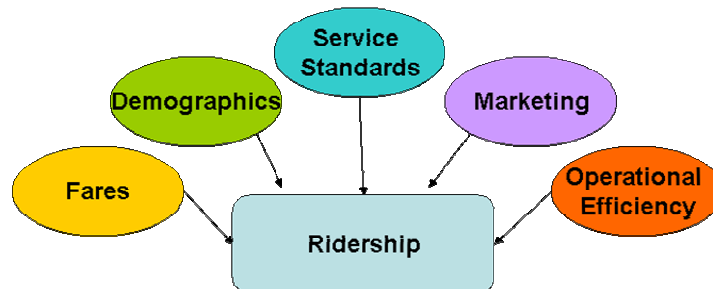 Service
Standards
Demographics
Marketing
Fares
Operational
Efficiency
Ridership